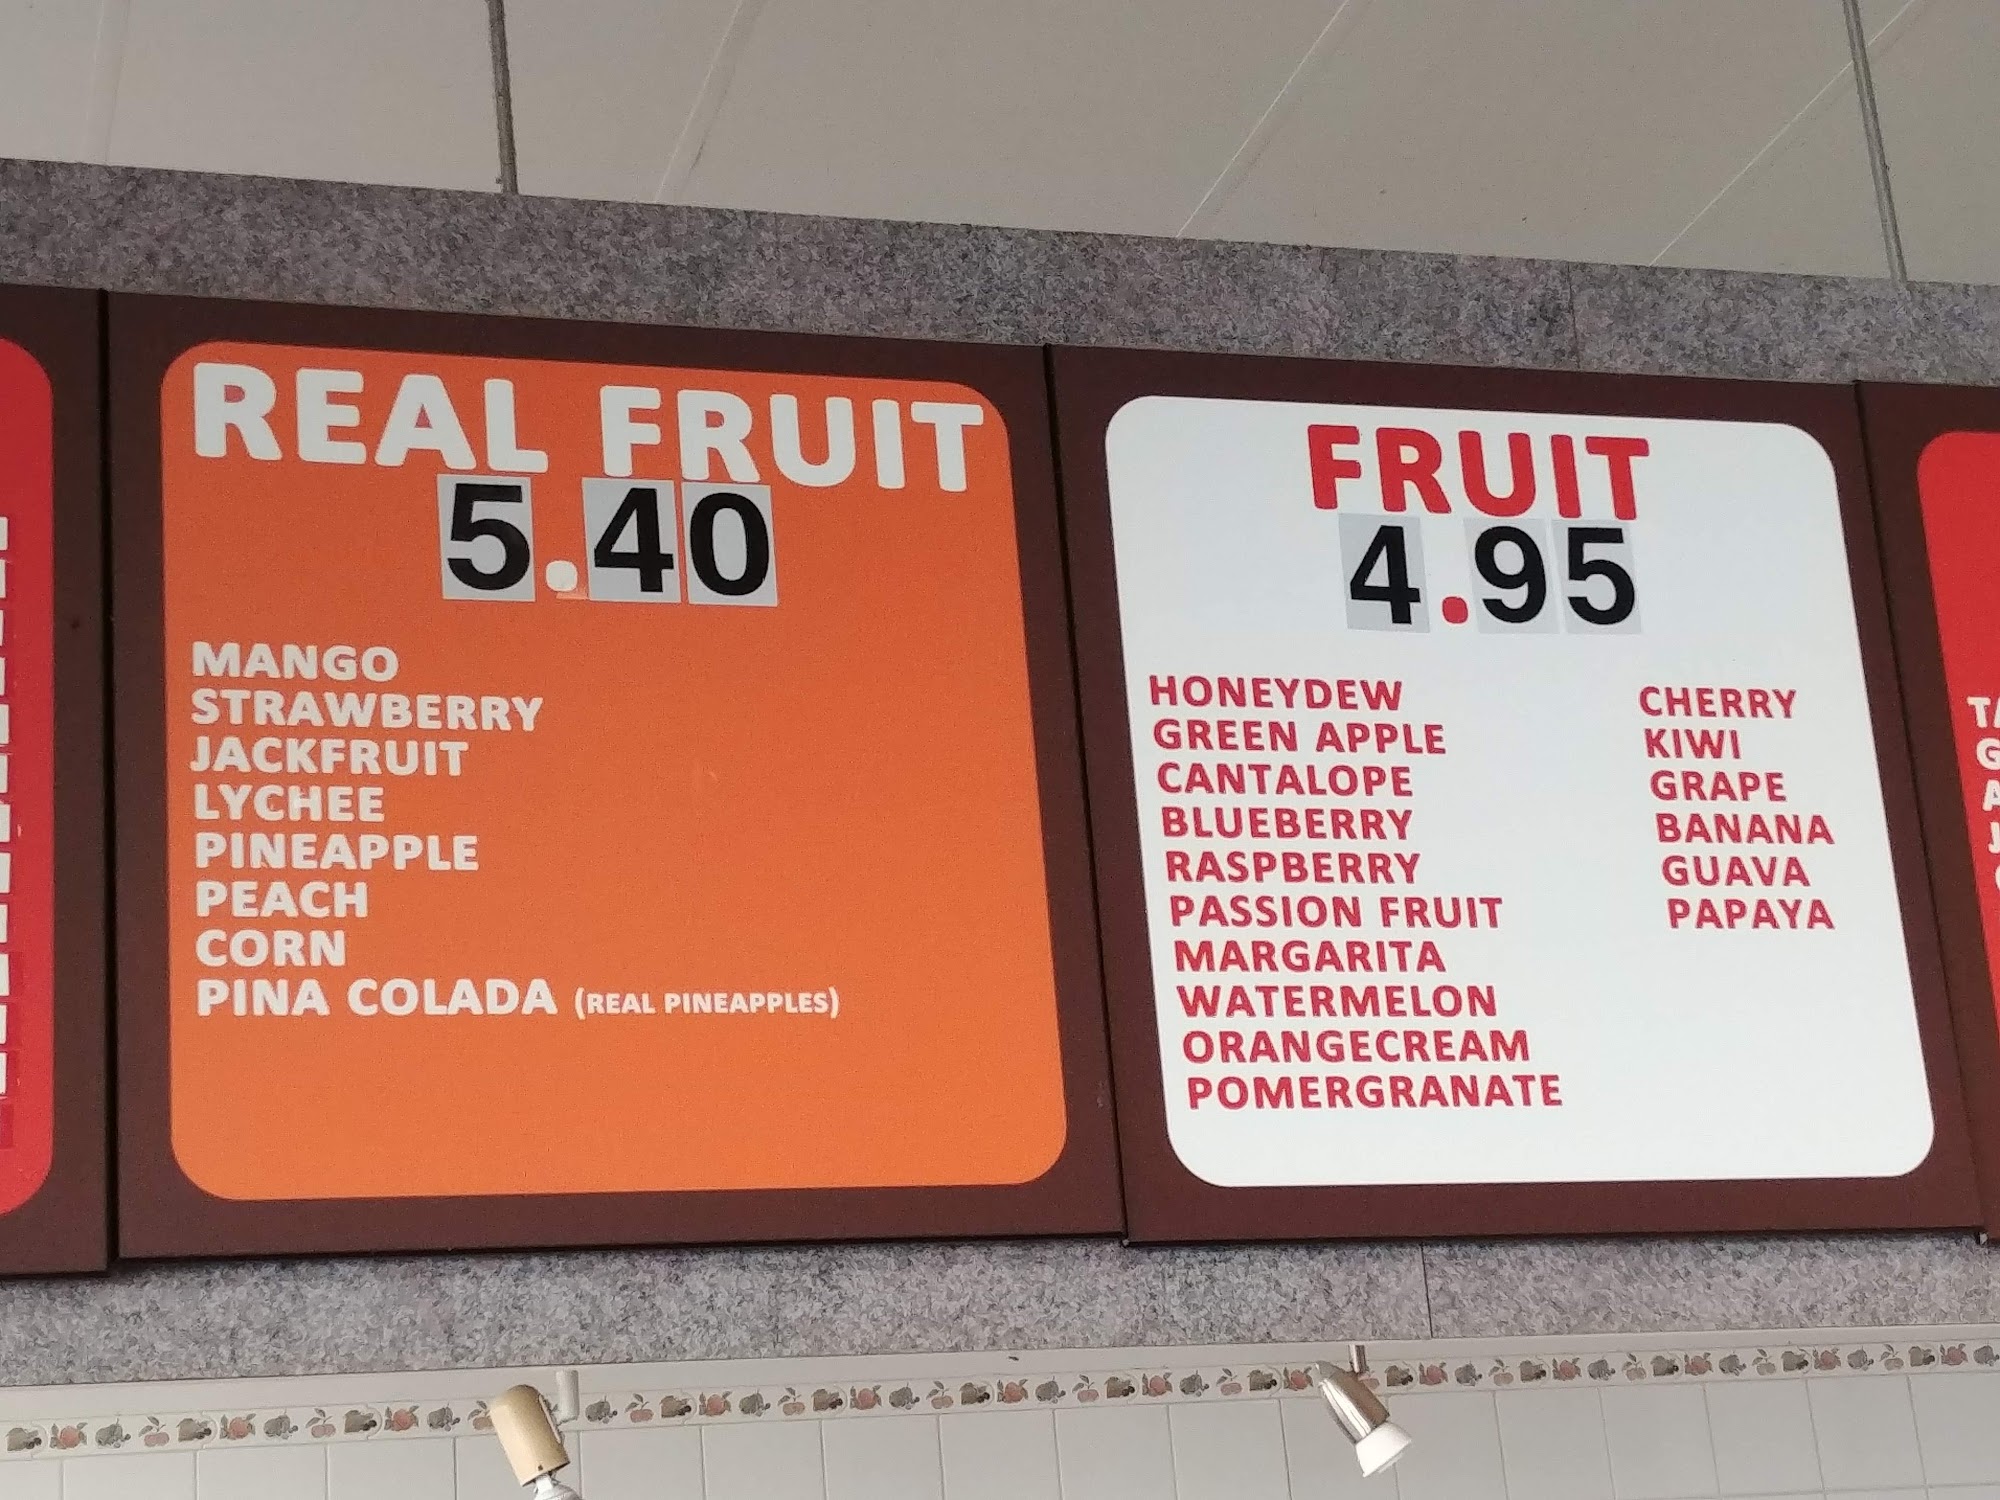 REAL FRUIT
5.40
MANGO
STRAWBERRY
JACKFRUIT
LYCHEE
PINEAPPLE
PEACH
CORN
PINA COLADA (REAL PINEAPPLES)
FRUIT
4.95
HONEYDEW
GREEN APPLE
CANTALOPE
BLUEBERRY
RASPBERRY
PASSION FRUIT
MARGARITA
WATERMELON
ORANGECREAM
POMERGRANATE
CHERRY
KIWI
GRAPE
BANANA
GUAVA
PAPAYA